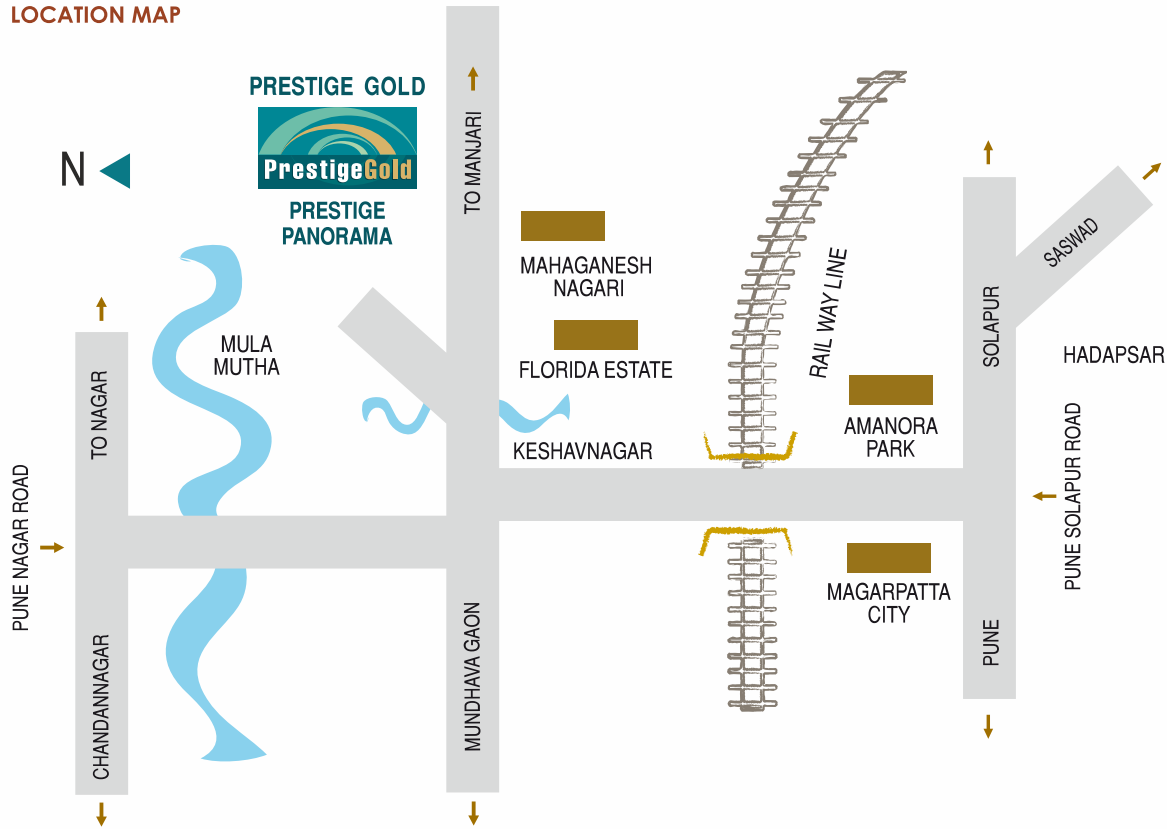 LOCATION MAP
PRESTIGE GOLD
PrestigeGold
PRESTIGE
PANORAMA
N
TO MANJARI
MAHAGANESH
NAGARI
FLORIDA ESTATE
KESHAVNAGAR
MULA
MUTHA
TO NAGAR
PUNE NAGAR ROAD
CHANDANNAGAR
MUNDHAVA GAON
RAIL WAY LINE
AMANORA
PARK
MAGARPATTA
CITY
SOLAPUR
SASWAD
HADAPSAR
PUNE SOLAPUR ROAD
PUNE